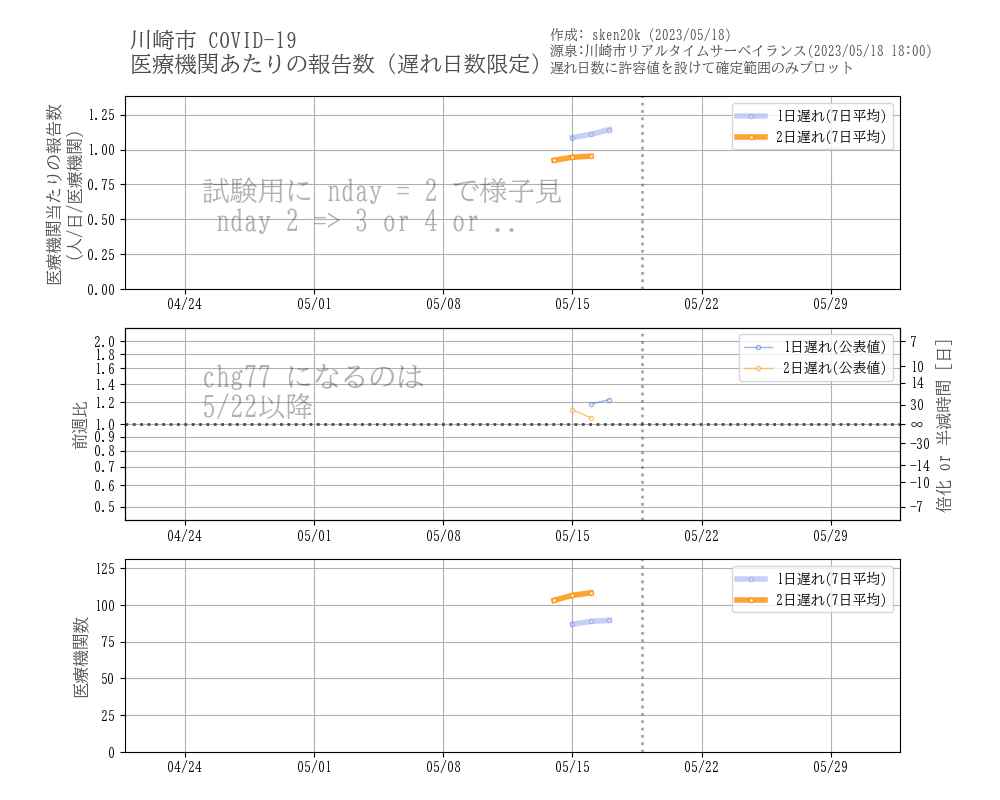 川崎市 COVID-19
医療機関あたりの報告数 (遅れ日数限定)
作成: sken20k (2023/05/18)
源泉:川崎市リアルタイムサーベイランス(2023/05/18 18:00)
遅れ日数に許容値を設けて確定範囲のみプロット
医療機関当たりの報告数
(人/日/医療機関)
1.25
1.00
0.75
0.50
0.25
0.00
1日遅れ(7日平均)
2日遅れ(7日平均)
試験用に nday = 2 で様子見
nday 2 => 3 or 4 or ..
04/24 05/01 05/08 05/15 05/22 05/29
前週比
2.0
1.8
1.6
1.4
1.2
1.0
0.9
0.8
0.7
0.6
0.5
chg77 になるのは
5/22以降
1日遅れ(公表値)
2日遅れ(公表値)
7
10
14
30
∞
-30
-14
-10
-7
倍化 or 半減時間 [日]
04/24 05/01 05/08 05/15 05/22 05/29
医療機関数
125
100
75
50
25
0
1日遅れ(7日平均)
2日遅れ(7日平均)
04/24 05/01 05/08 05/15 05/22 05/29